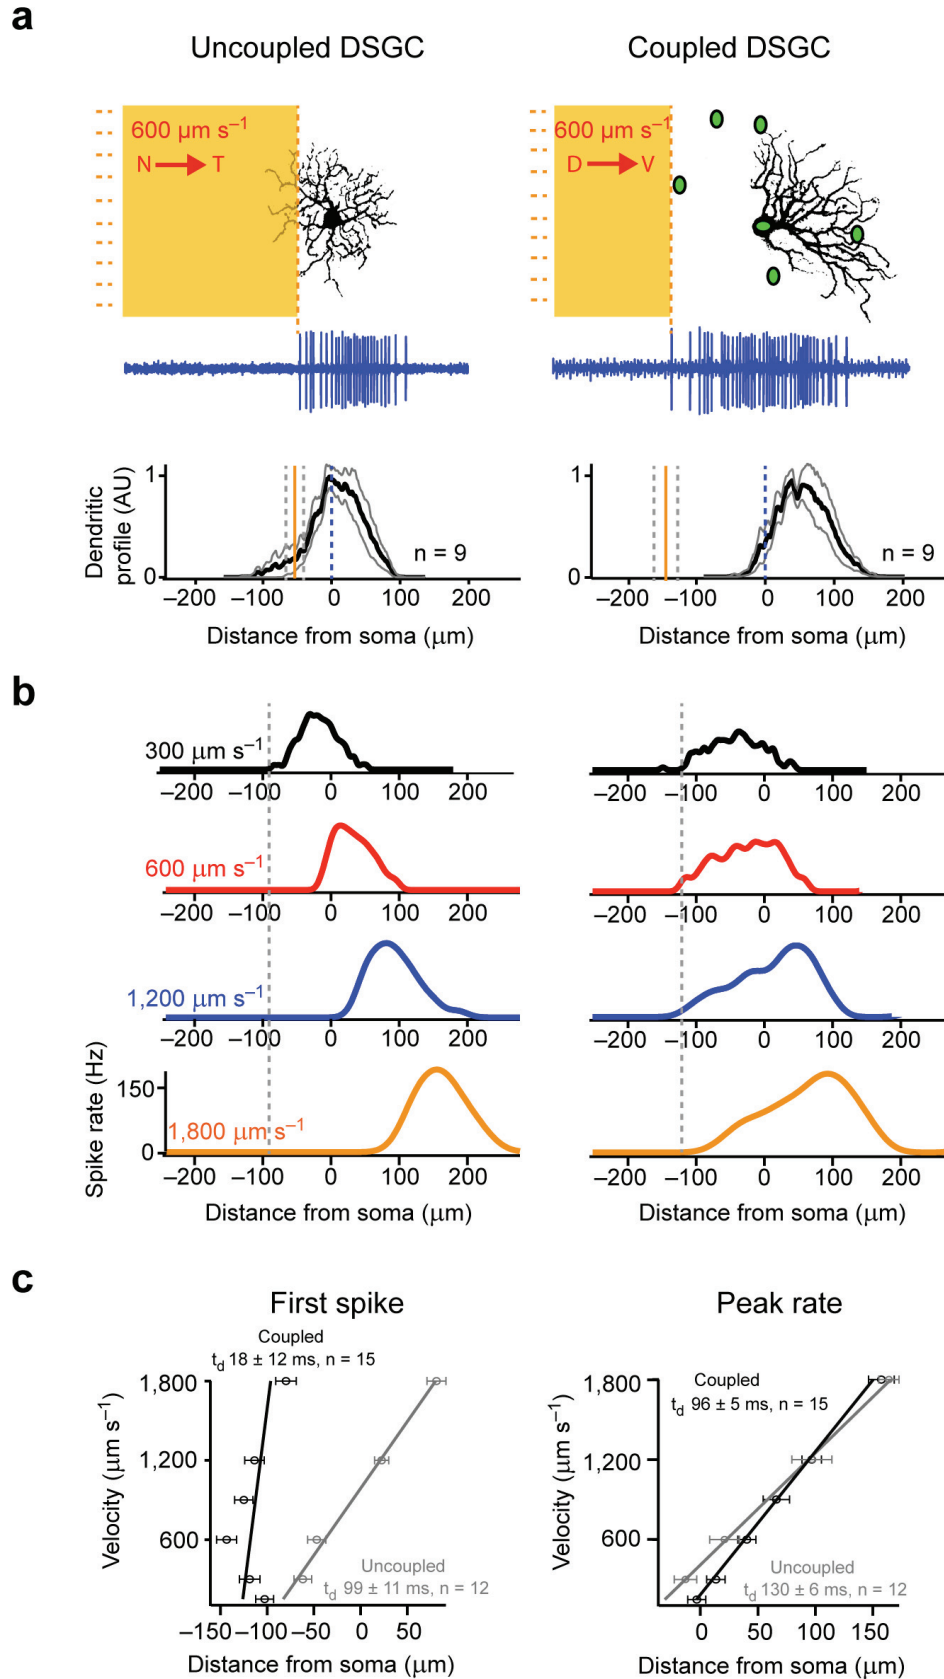 a
Uncoupled DSGC
Coupled DSGC
600 µm s⁻¹
N T
600 µm s⁻¹
D V
Dendritic
profile (AU)
1
0
n = 9
−200 −100 0 100 200
Distance from soma (µm)
1
0
n = 9
−200 −100 0 100 200
Distance from soma (µm)
b
300 µm s⁻¹
−200 −100 0 100 200
−200 −100 0 100 200
600 µm s⁻¹
−200 −100 0 100 200
−200 −100 0 100 200
1,200 µm s⁻¹
−200 −100 0 100 200
−200 −100 0 100 200
Spike rate (Hz)
150
0
1,800 µm s⁻¹
−200 −100 0 100 200
Distance from soma (µm)
−200 −100 0 100 200
Distance from soma (µm)
c
First spike
Coupled
t_d 18 ± 12 ms, n = 15
Velocity (µm s⁻¹)
1,800
1,200
600
Uncoupled
t_d 99 ± 11 ms, n = 12
−150 −100 −50 0 50
Distance from soma (µm)
Peak rate
Coupled
t_d 96 ± 5 ms, n = 15
Velocity (µm s⁻¹)
1,800
1,200
600
Uncoupled
t_d 130 ± 6 ms, n = 12
0 50 100 150
Distance from soma (µm)